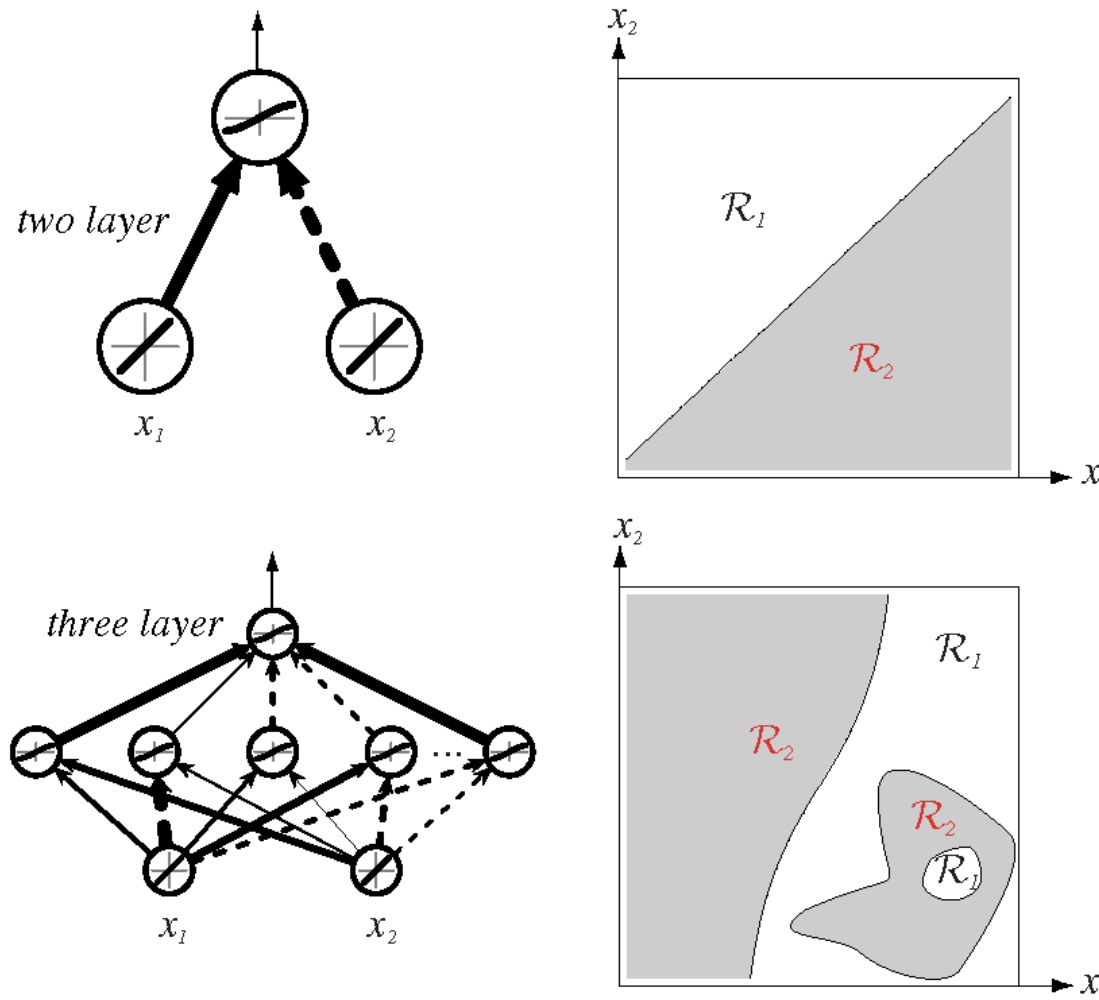 x₂
two layer
R₁
R₂
x₁ x₂
x
x₂
three layer
R₁
R₂
R₂
R₁
...
x₁ x₂
x